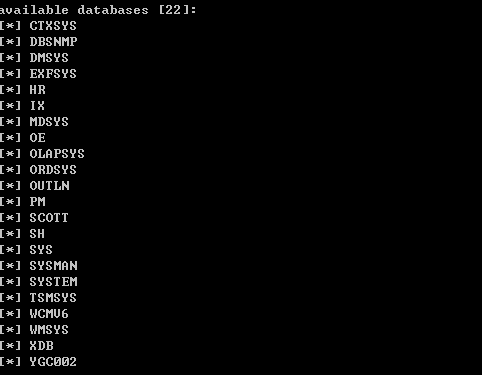 available databases [22]:
[*] CTXSYS
[*] DBSNMP
[*] DMSYS
[*] EXFSYS
[*] HR
[*] IX
[*] MDSYS
[*] OE
[*] OLAPSYS
[*] ORDSYS
[*] OUTLN
[*] PM
[*] SCOTT
[*] SH
[*] SYS
[*] SYSMAN
[*] SYSTEM
[*] TSMSYS
[*] WCMV6
[*] WMSYS
[*] XDB
[*] YGC002